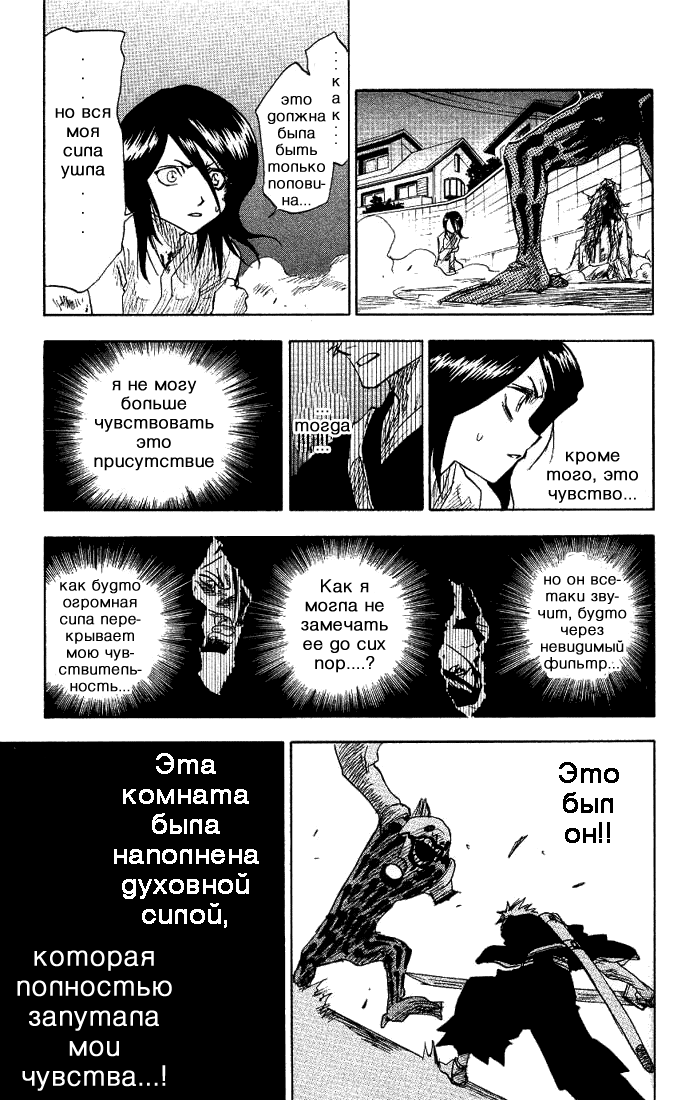 ...как...
это
должна
была
быть
только
полови-
на...
. . . . .
но вся
моя
сила
ушла
. . . . .
кроме
того, это
чувство...
...
тогда
...
я не могу
больше
чувствовать
это
присутствие
но он все-
таки зву-
чит, будто
через
невидимый
фильтр...
Как я
могла не
замечать
ее до сих
пор....?
как будто
огромная
сила пере-
крывает
мою чув-
ствитель-
ность...
Это
был
он!!
Эта
комната
была
наполнена
духовной
силой,
которая
полностью
запутала
мои
чувства...!